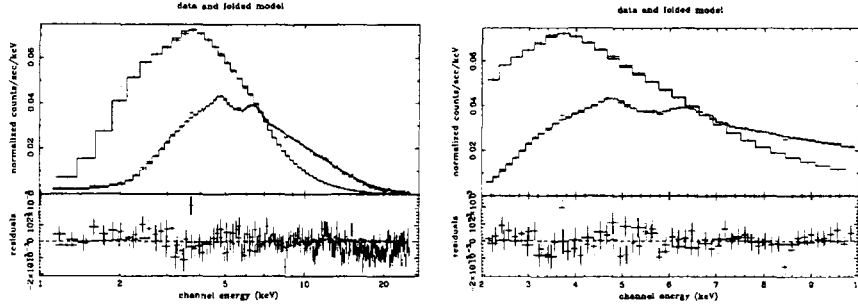 data and folded model
normalized counts/sec/keV
0.02
0.04
0.06
residuals
1 2 5 10 20
channel energy (keV)
data and folded model
normalized counts/sec/keV
0.02
0.04
0.06
residuals
2 3 4 5 6 7 8 9
channel energy (keV)